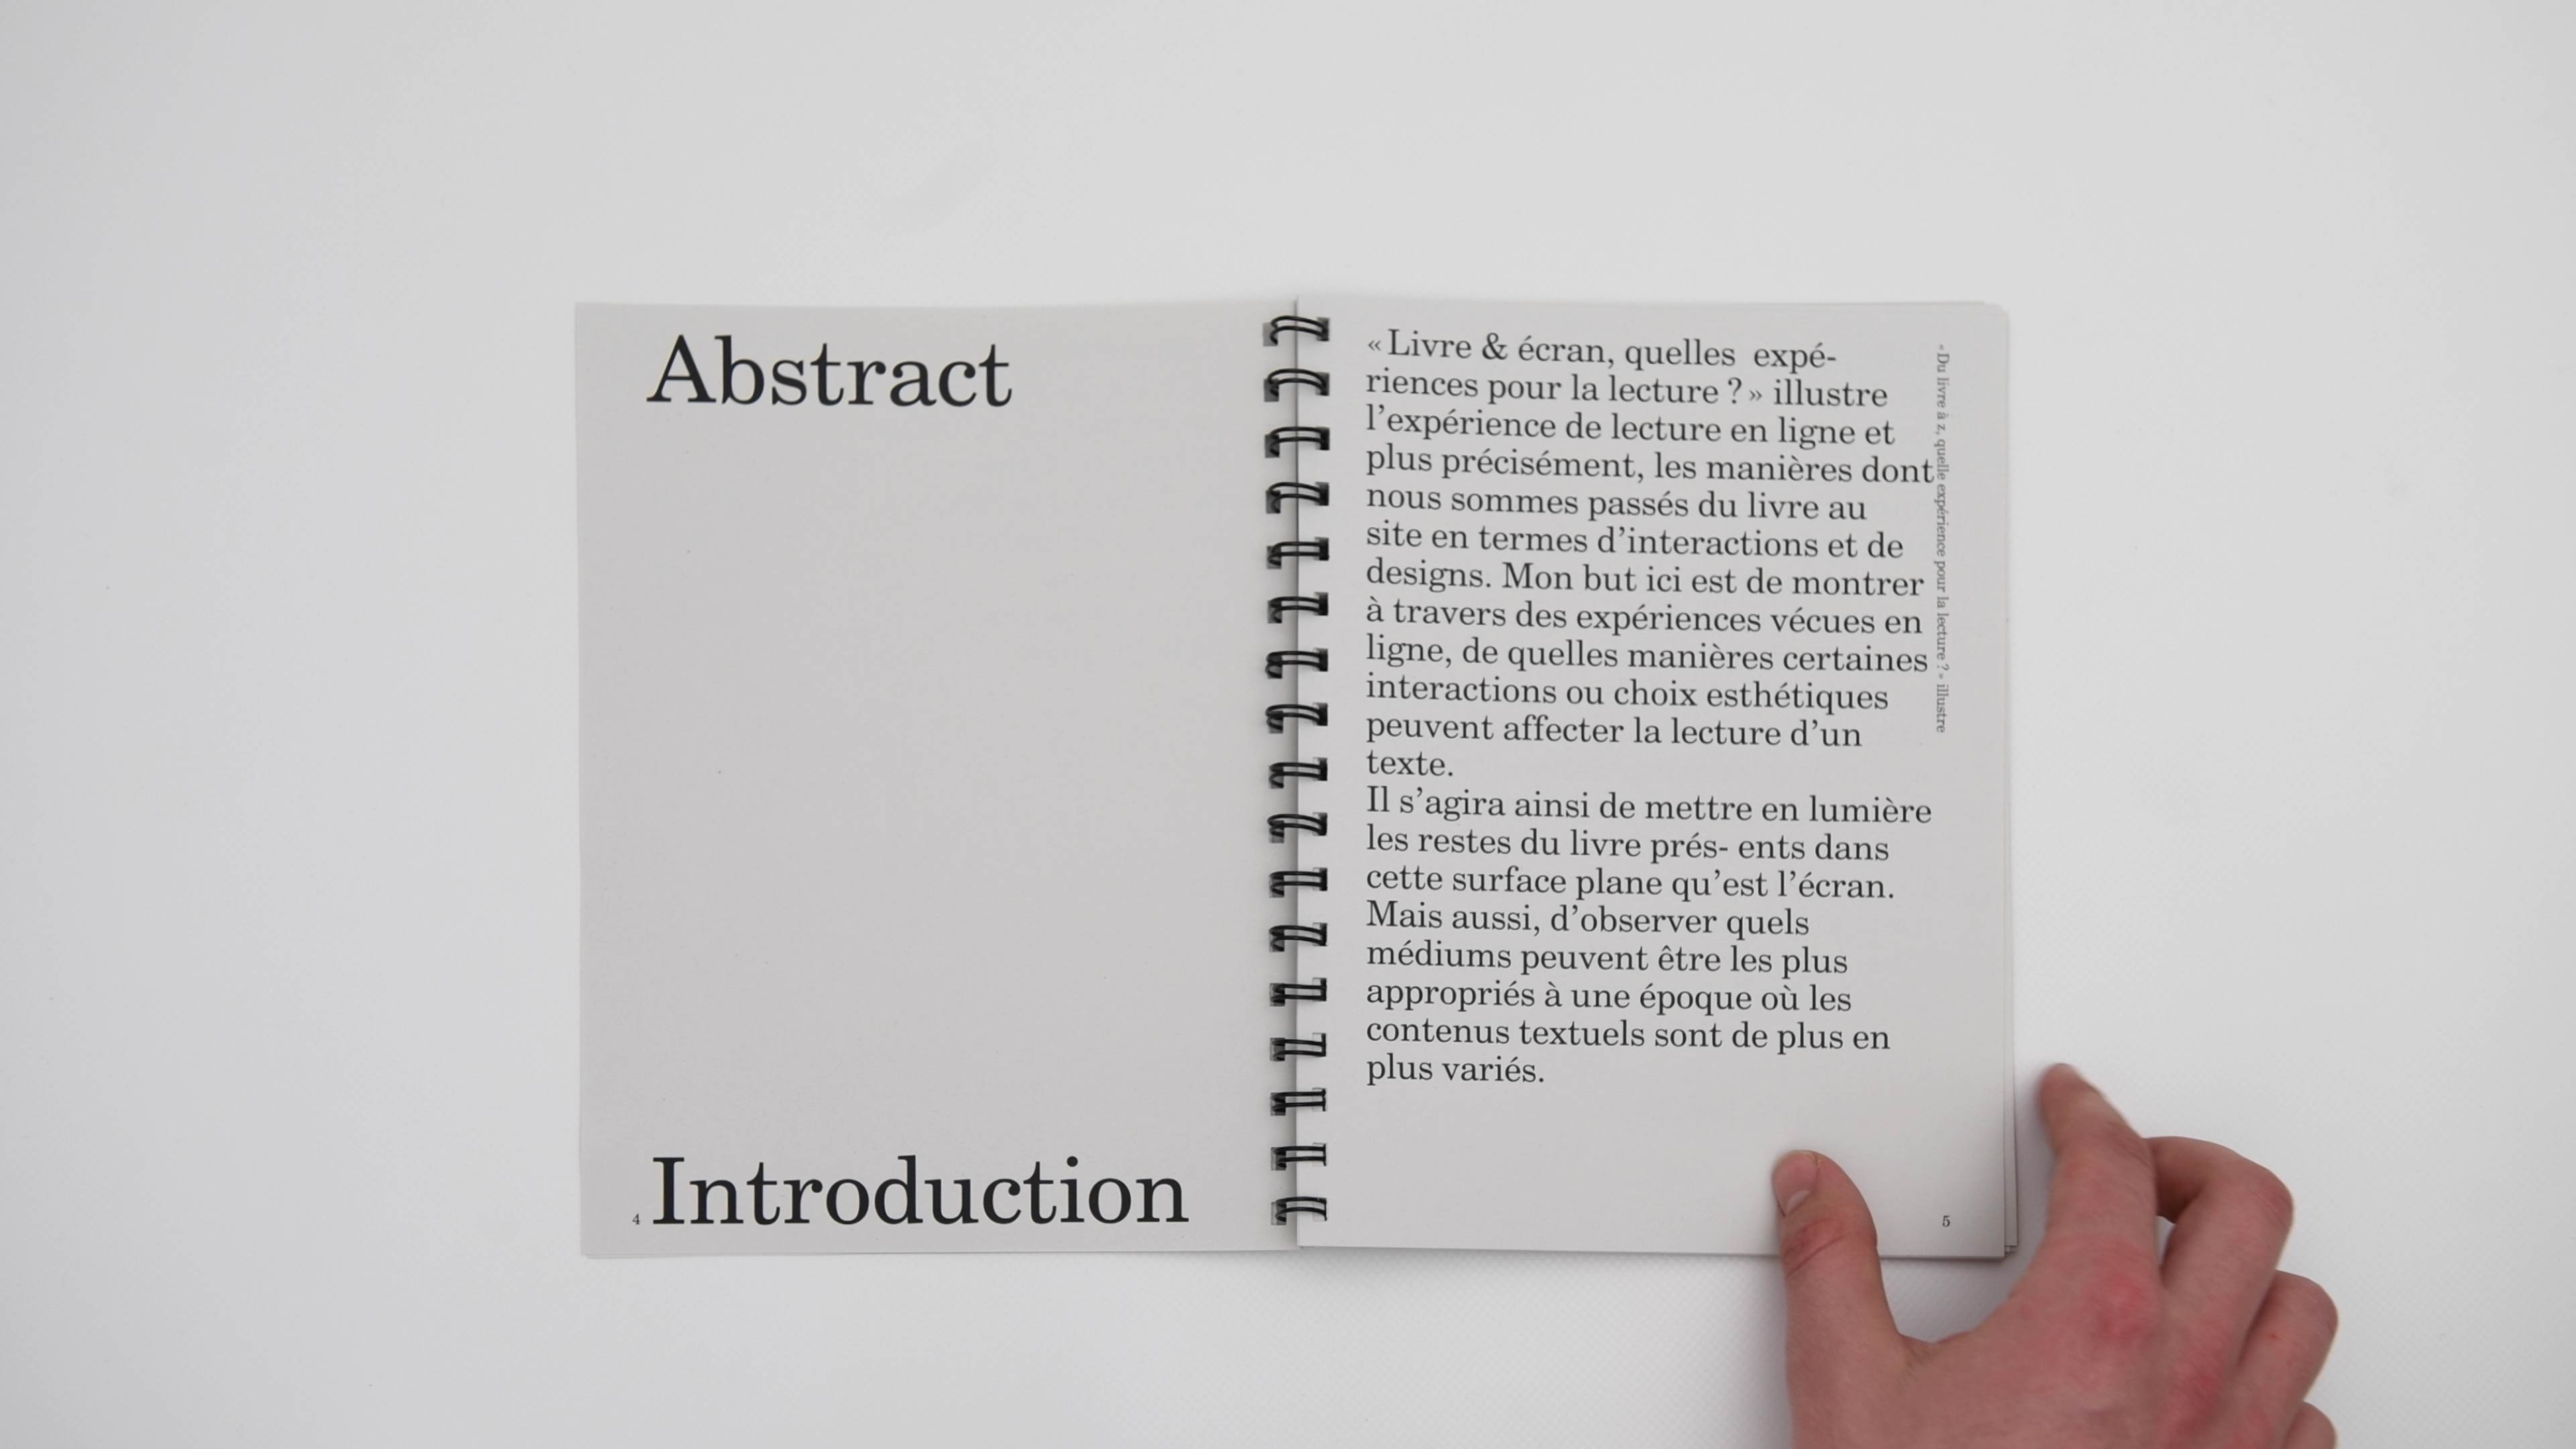 Abstract
Introduction
4
« Livre & écran, quelles  expé-
riences pour la lecture ? » illustre
l’expérience de lecture en ligne et
plus précisément, les manières dont
nous sommes passés du livre au
site en termes d’interactions et de
designs. Mon but ici est de montrer
à travers des expériences vécues en
ligne, de quelles manières certaines
interactions ou choix esthétiques
peuvent affecter la lecture d’un
texte.
Il s’agira ainsi de mettre en lumière
les restes du livre prés- ents dans
cette surface plane qu’est l’écran.
Mais aussi, d’observer quels
médiums peuvent être les plus
appropriés à une époque où les
contenus textuels sont de plus en
plus variés.
« Du livre à z, quelle expérience pour la lecture ? » illustre
5